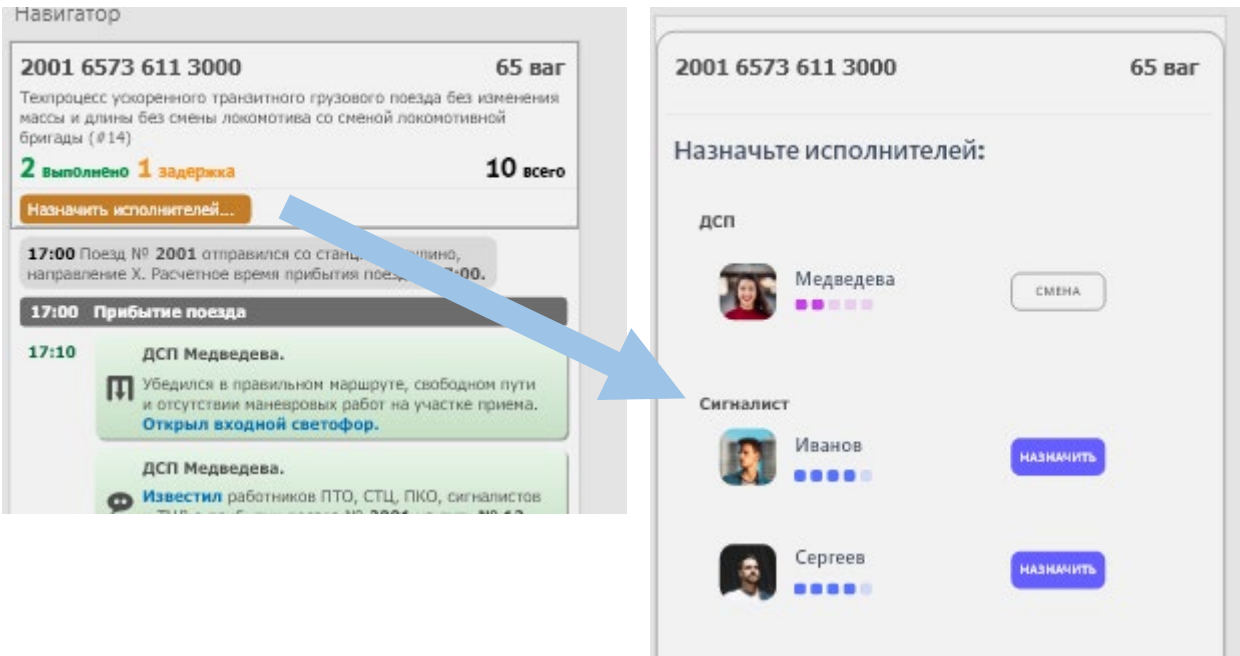 Навигатор
2001 6573 611 3000 65 ваг
Техпроцесс ускоренного транзитного грузового поезда без изменения
массы и длины без смены локомотива со сменой локомотивной
бригады (#14)
2 выполнено 1 задержка 10 всего
Назначить исполнителей...
17:00 Поезд № 2001 отправился со станц улино,
направление X. Расчетное время прибытия поез :00.
17:00 Прибытие поезда
17:10 ДСП Медведева.
Убедился в правильном маршруте, свободном пути
и отсутствии маневровых работ на участке приема.
Открыл входной светофор.
ДСП Медведева.
Известил работников ПТО, СТЦ, ПКО, сигналистов
2001 6573 611 3000 65 ваг
Назначьте исполнителей:
ДСП
Медведева
СМЕНА
Сигналист
Иванов
НАЗНАЧИТЬ
Сергеев
НАЗНАЧИТЬ